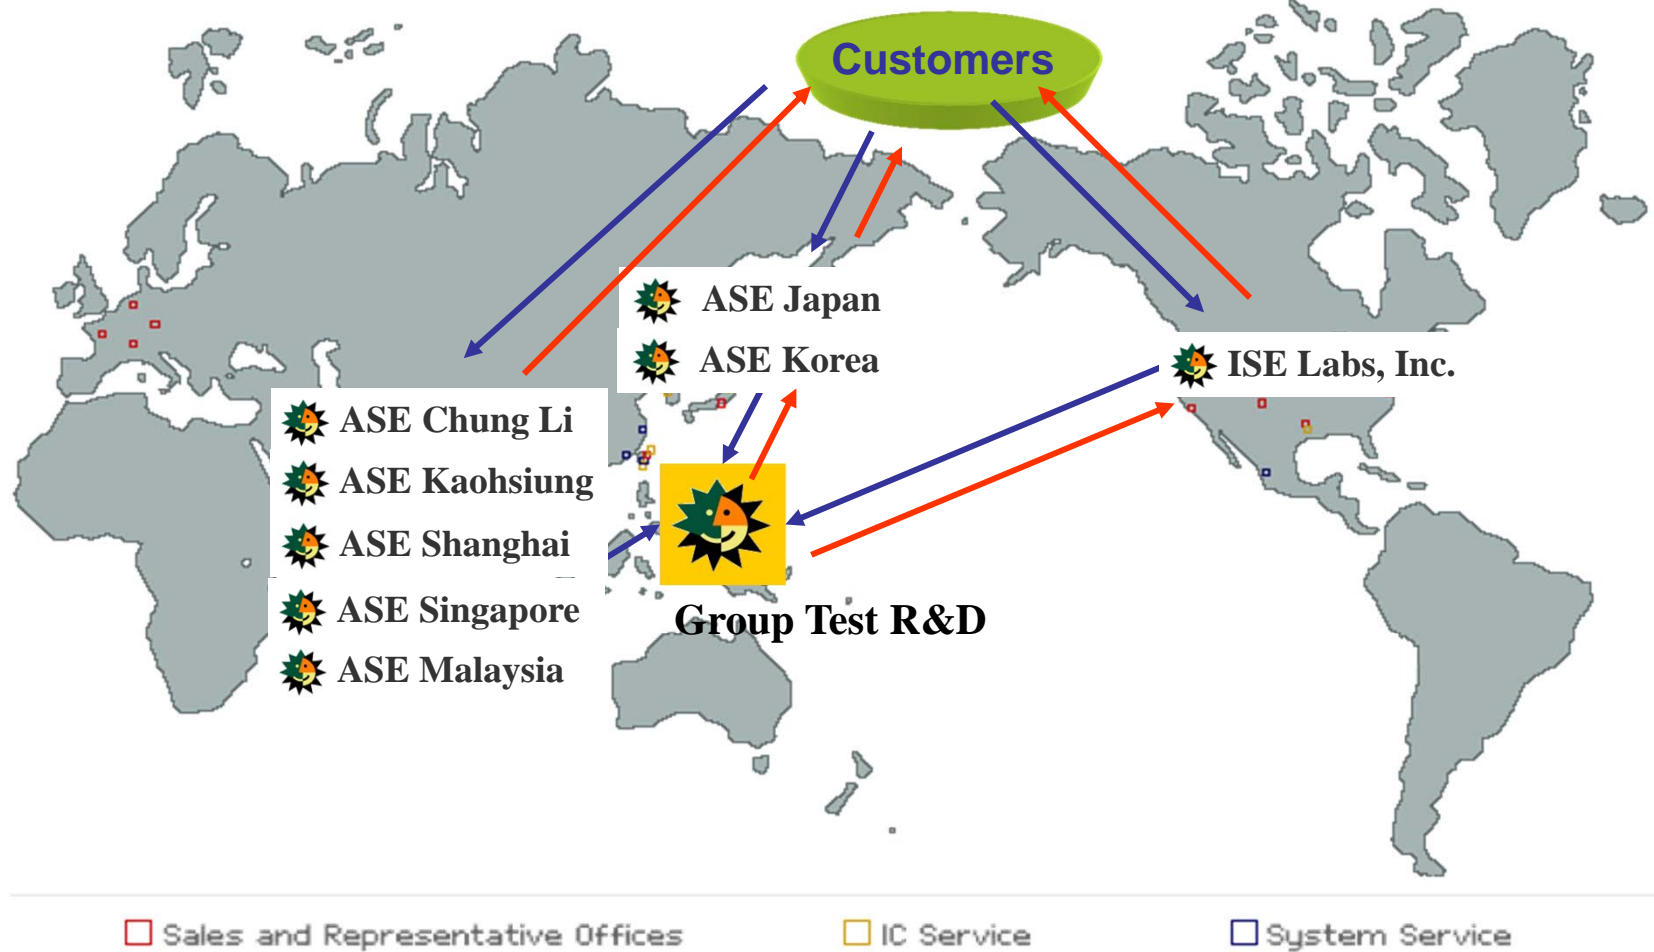 Customers
ASE Japan
ASE Korea
ISE Labs, Inc.
ASE Chung Li
ASE Kaohsiung
ASE Shanghai
ASE Singapore
ASE Malaysia
Group Test R&D
Sales and Representative Offices
IC Service
System Service